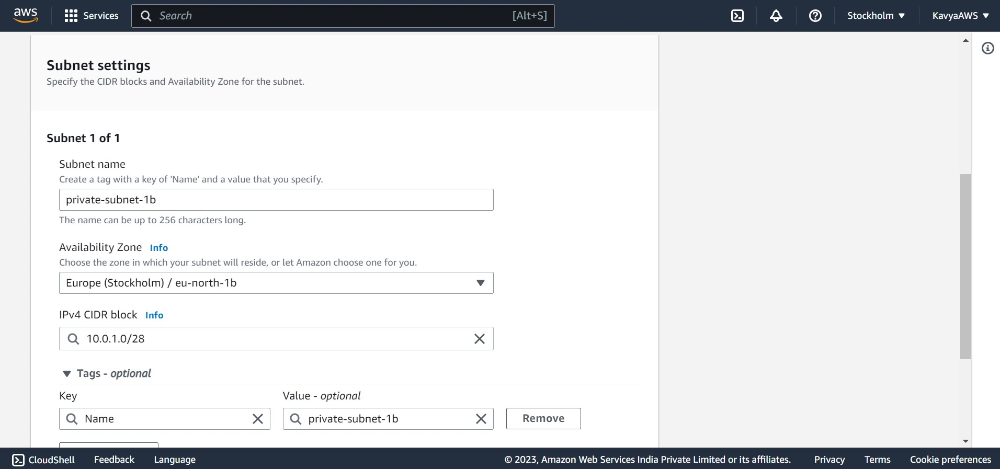 aws Services Search [Alt+S] Stockholm ▼ KavyaAWS ▼
Subnet settings
Specify the CIDR blocks and Availability Zone for the subnet.
Subnet 1 of 1
Subnet name
Create a tag with a key of 'Name' and a value that you specify.
private-subnet-1b
The name can be up to 256 characters long.
Availability Zone Info
Choose the zone in which your subnet will reside, or let Amazon choose one for you.
Europe (Stockholm) / eu-north-1b
IPv4 CIDR block Info
10.0.1.0/28
Tags - optional
Key Value - optional
Name private-subnet-1b Remove
CloudShell Feedback Language © 2023, Amazon Web Services India Private Limited or its affiliates. Privacy Terms Cookie preferences